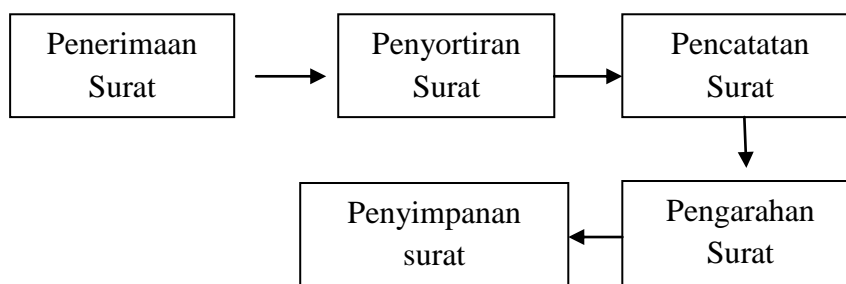 Penerimaan
Surat
Penyortiran
Surat
Pencatatan
Surat
Pengarahan
Surat
Penyimpanan
surat